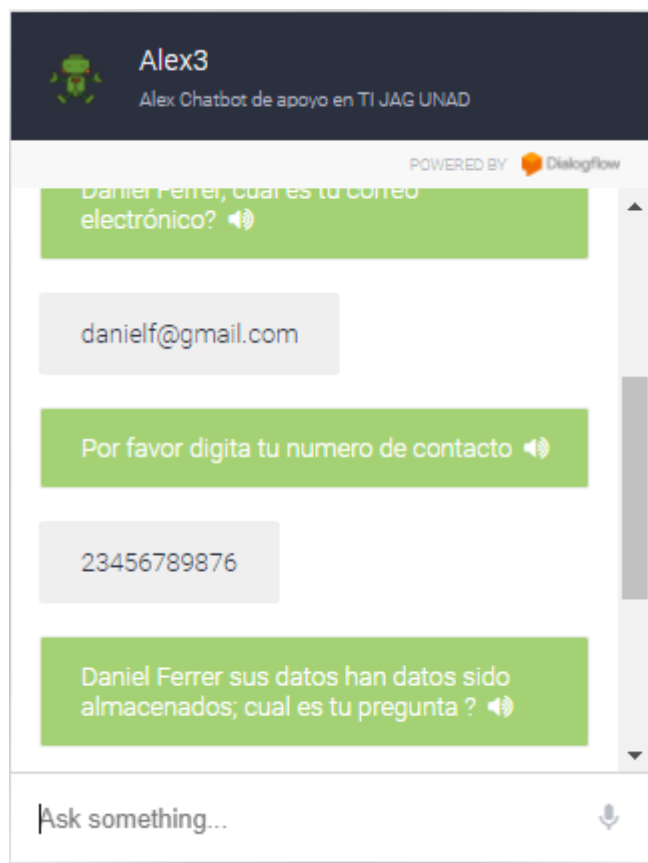 Alex3
Alex Chatbot de apoyo en TI JAG UNAD
POWERED BY Dialogflow
Daniel Ferrer, cual es tu correo
electrónico?
danielf@gmail.com
Por favor digita tu numero de contacto
23456789876
Daniel Ferrer sus datos han datos sido
almacenados; cual es tu pregunta ?
Ask something...